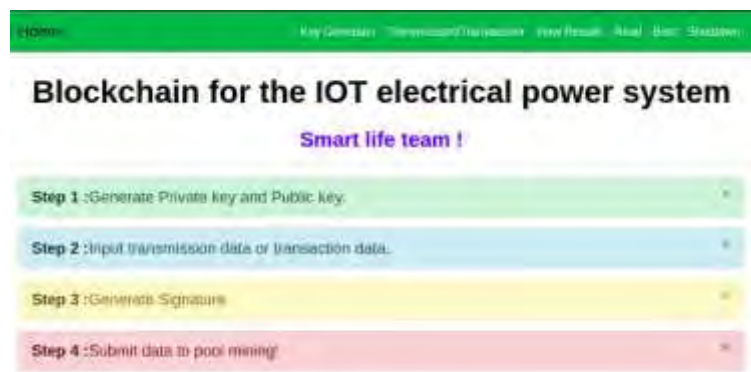 Home
Key Generator Transmission/Transaction View Result Read Best Shutdown
Blockchain for the IOT electrical power system
Smart life team !
Step 1 :Generate Private key and Public key.
Step 2 :Input transmission data or transaction data.
Step 3 :Generate Signature
Step 4 :Submit data to pool mining!